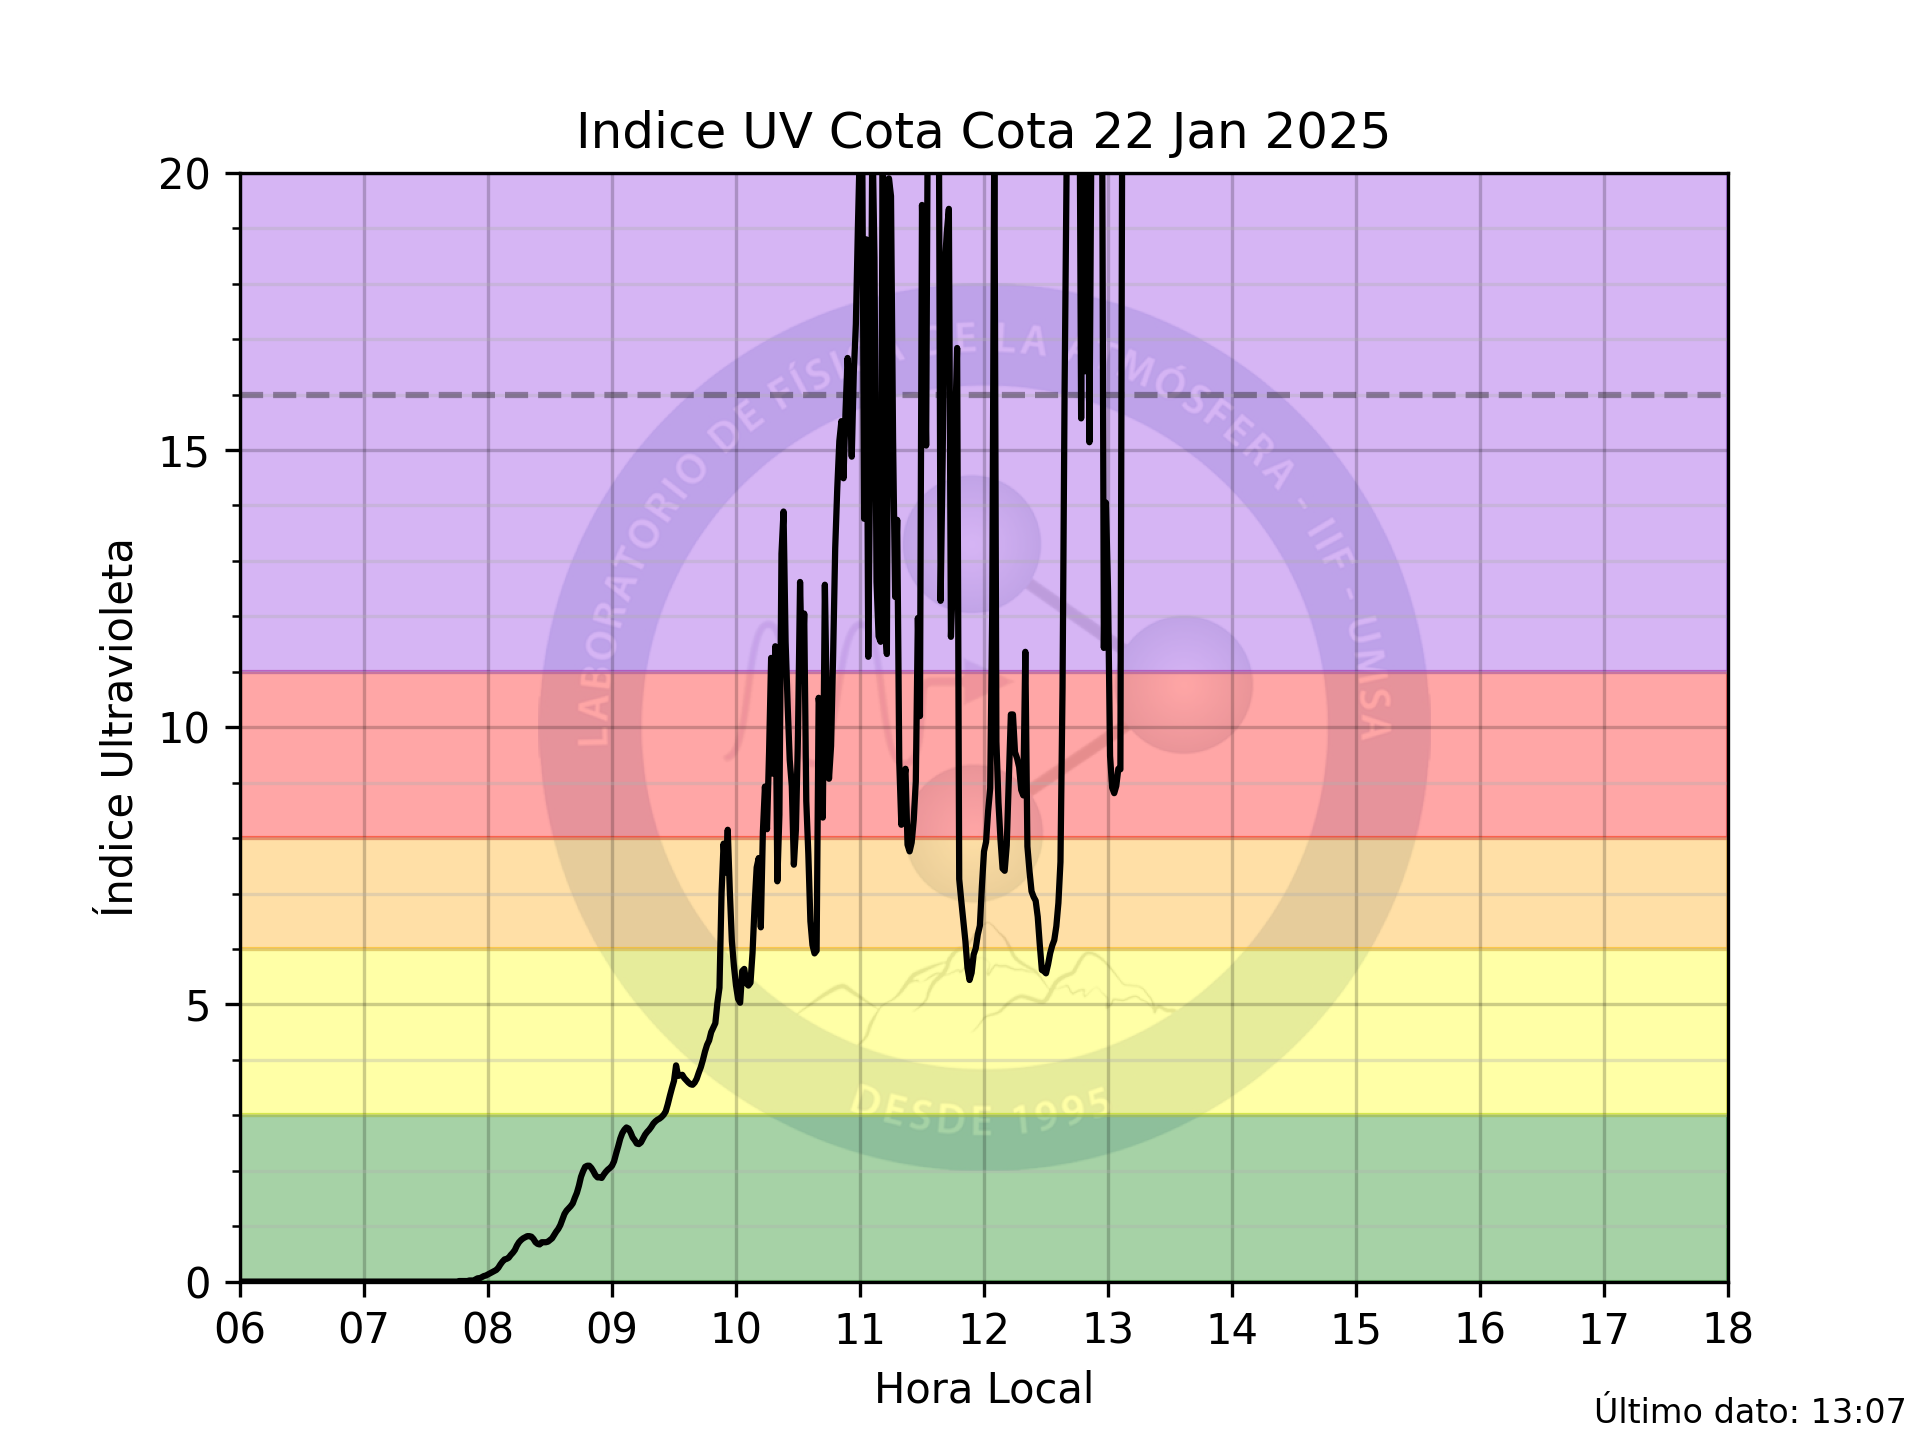 Indice UV Cota Cota 22 Jan 2025
20
15
10
5
0
Índice Ultravioleta
LABORATORIO DE FÍSICA DE LA ATMÓSFERA - IIF - UMSA
DESDE 1995
06 07 08 09 10 11 12 13 14 15 16 17 18
Hora Local
Último dato: 13:07